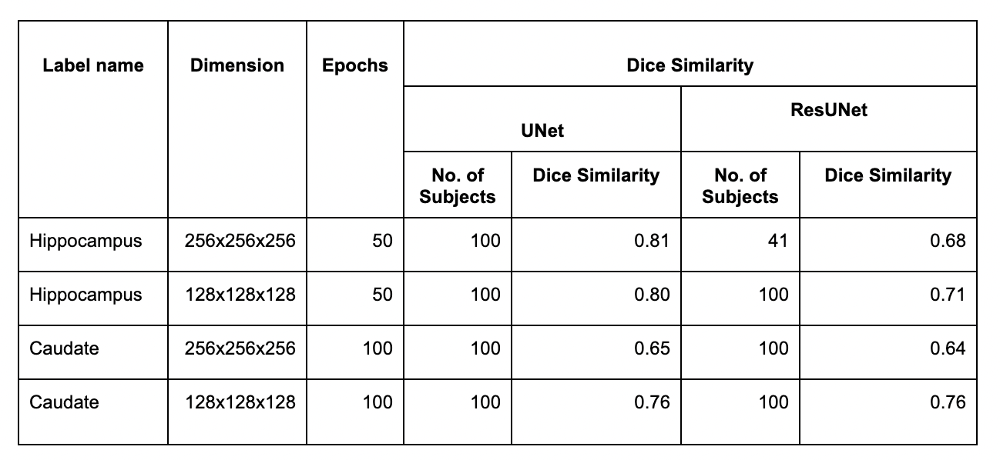 Label name Dimension Epochs Dice Similarity
UNet ResUNet
No. of Subjects Dice Similarity No. of Subjects Dice Similarity
Hippocampus 256x256x256 50 100 0.81 41 0.68
Hippocampus 128x128x128 50 100 0.80 100 0.71
Caudate 256x256x256 100 100 0.65 100 0.64
Caudate 128x128x128 100 100 0.76 100 0.76